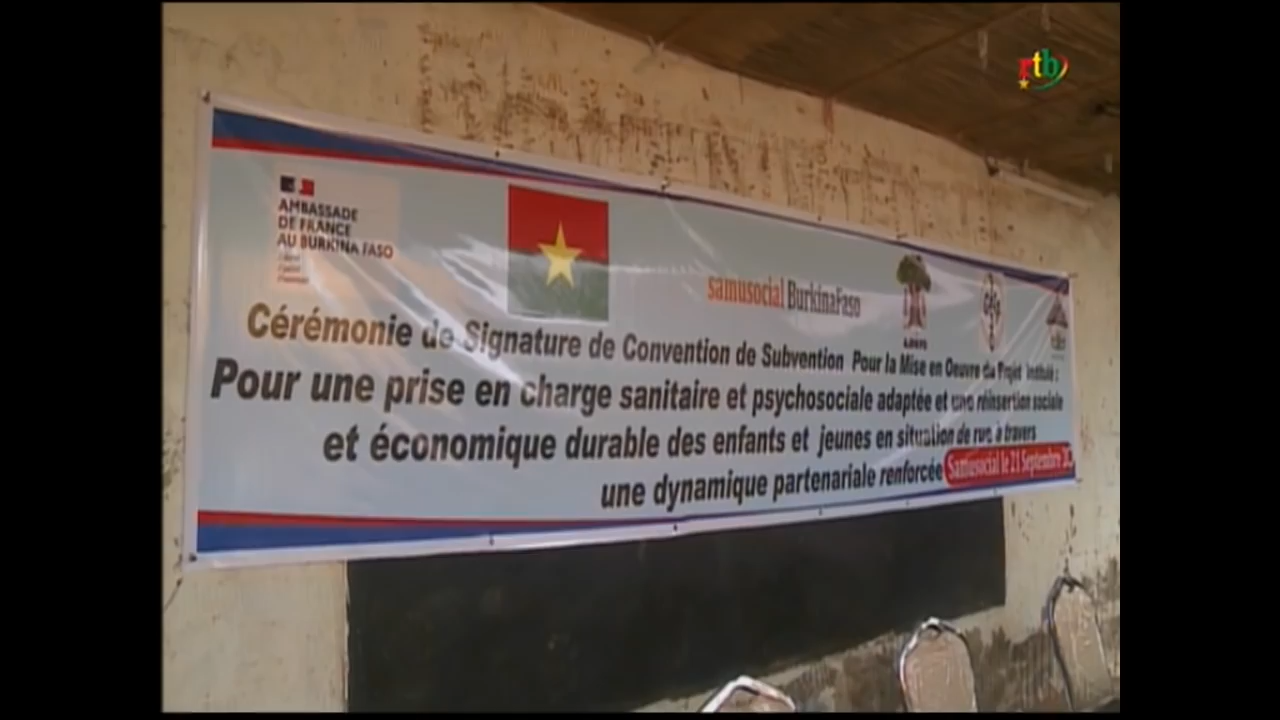 rtb
AMBASSADE
DE FRANCE
AU BURKINA FASO
samusocial BurkinaFaso
Cérémonie de Signature de Convention de Subvention Pour la Mise en Oeuvre du Projet Intitulé :
Pour une prise en charge sanitaire et psychosociale adaptée et une réinsertion sociale
et économique durable des enfants et jeunes en situation de rue à travers
une dynamique partenariale renforcée
Samusocial le 21 Septembre